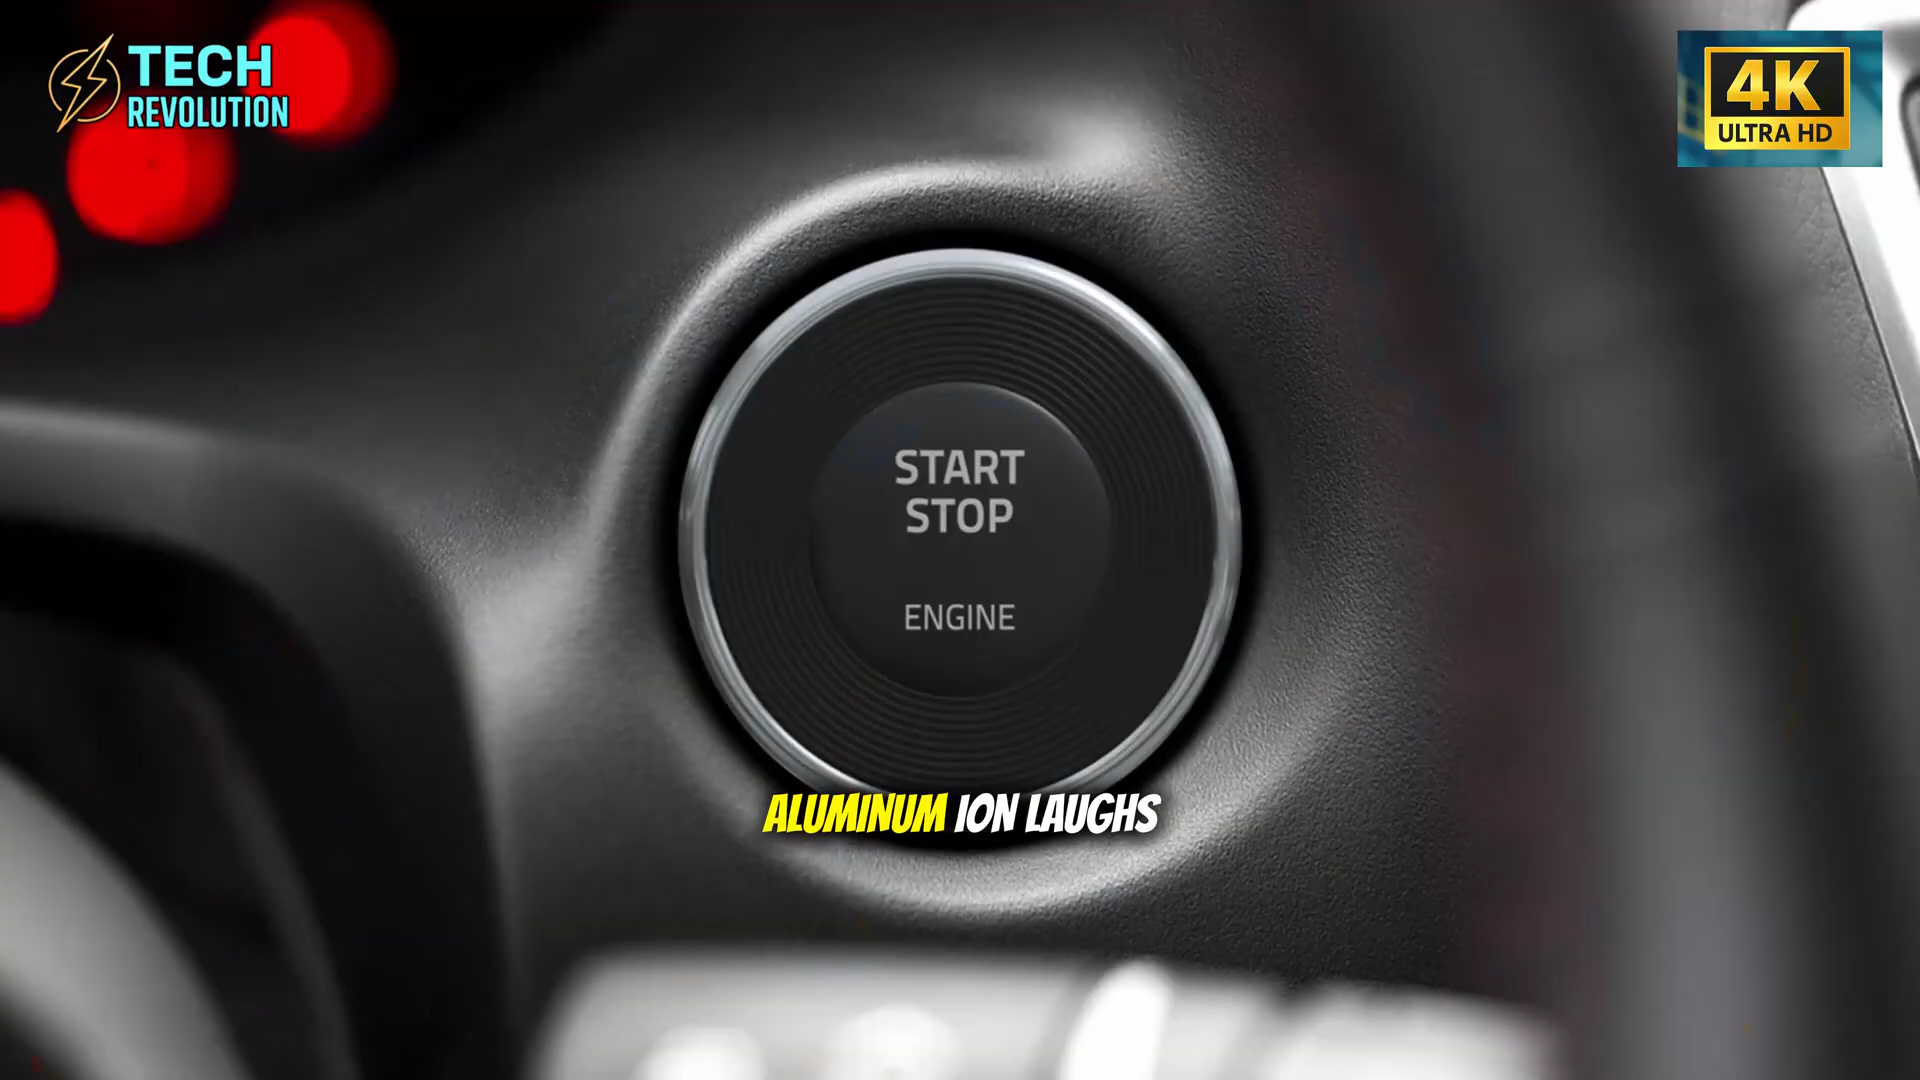 TECH
REVOLUTION
4K
ULTRA HD
START
STOP
ENGINE
ALUMINUM ION LAUGHS